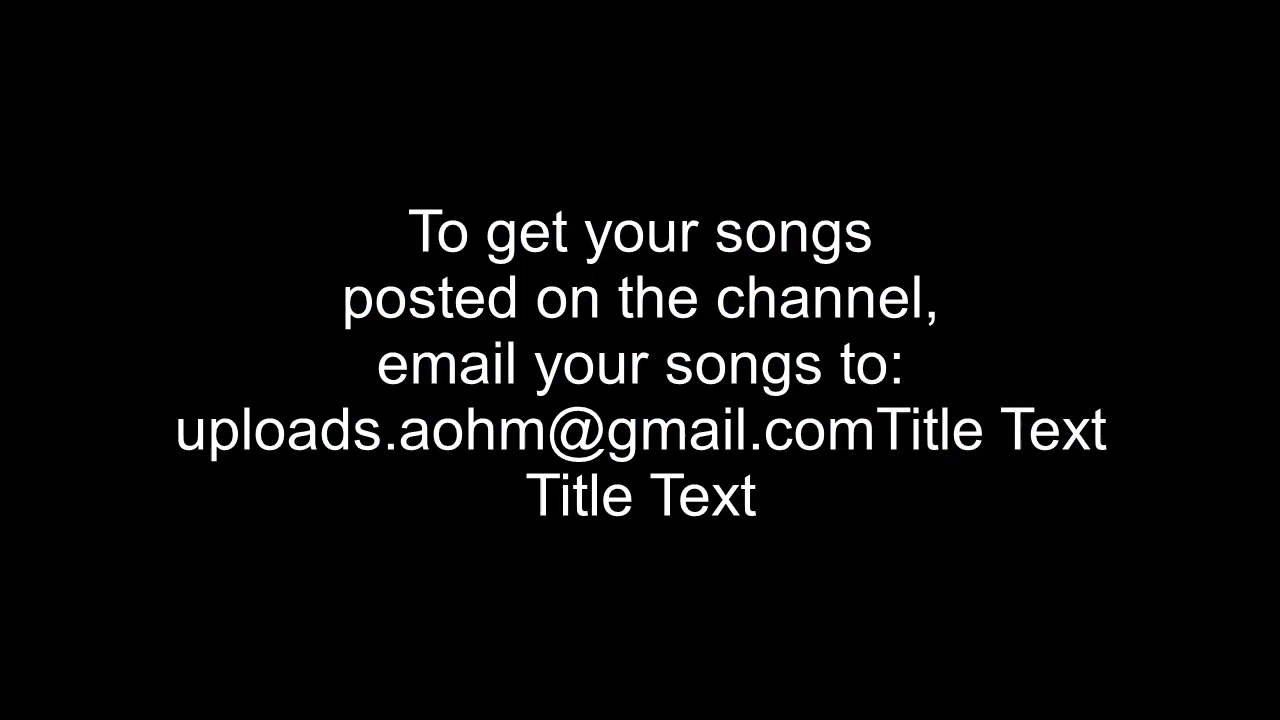 To get your songs
posted on the channel,
email your songs to:
uploads.aohm@gmail.comTitle Text
Title Text